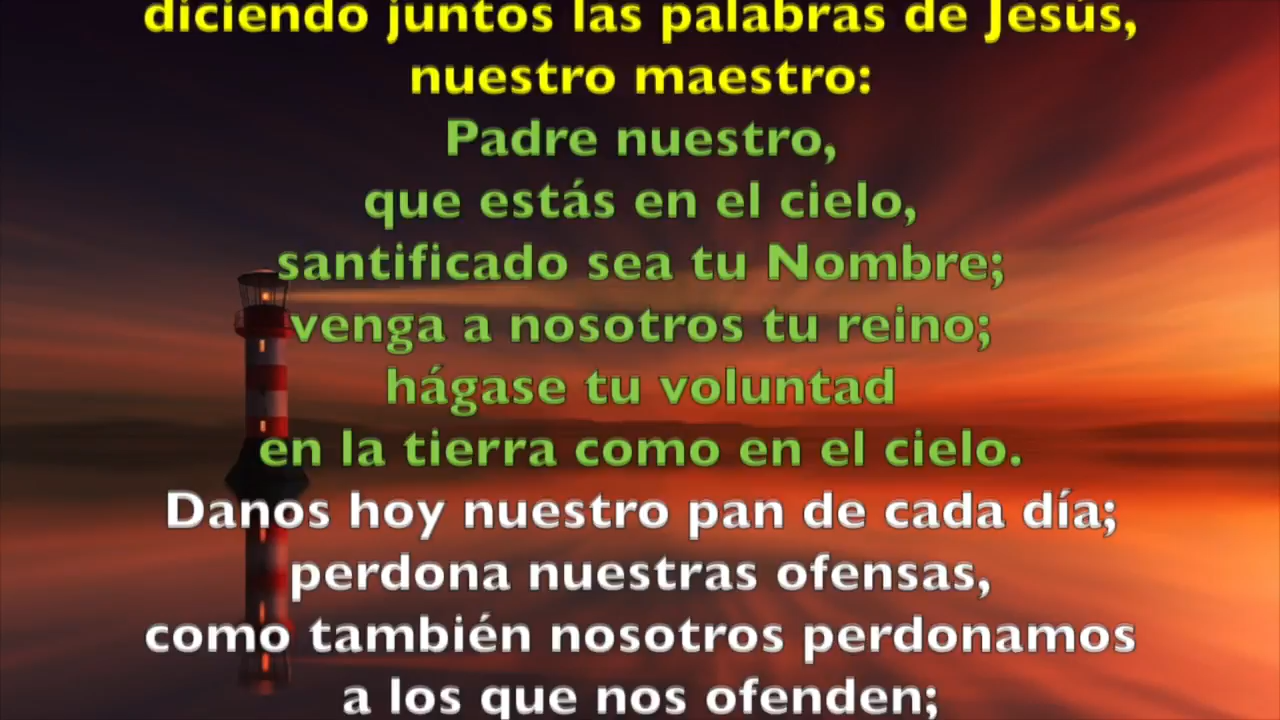 diciendo juntos las palabras de Jesús,
nuestro maestro:
Padre nuestro,
que estás en el cielo,
santificado sea tu Nombre;
venga a nosotros tu reino;
hágase tu voluntad
en la tierra como en el cielo.
Danos hoy nuestro pan de cada día;
perdona nuestras ofensas,
como también nosotros perdonamos
a los que nos ofenden;